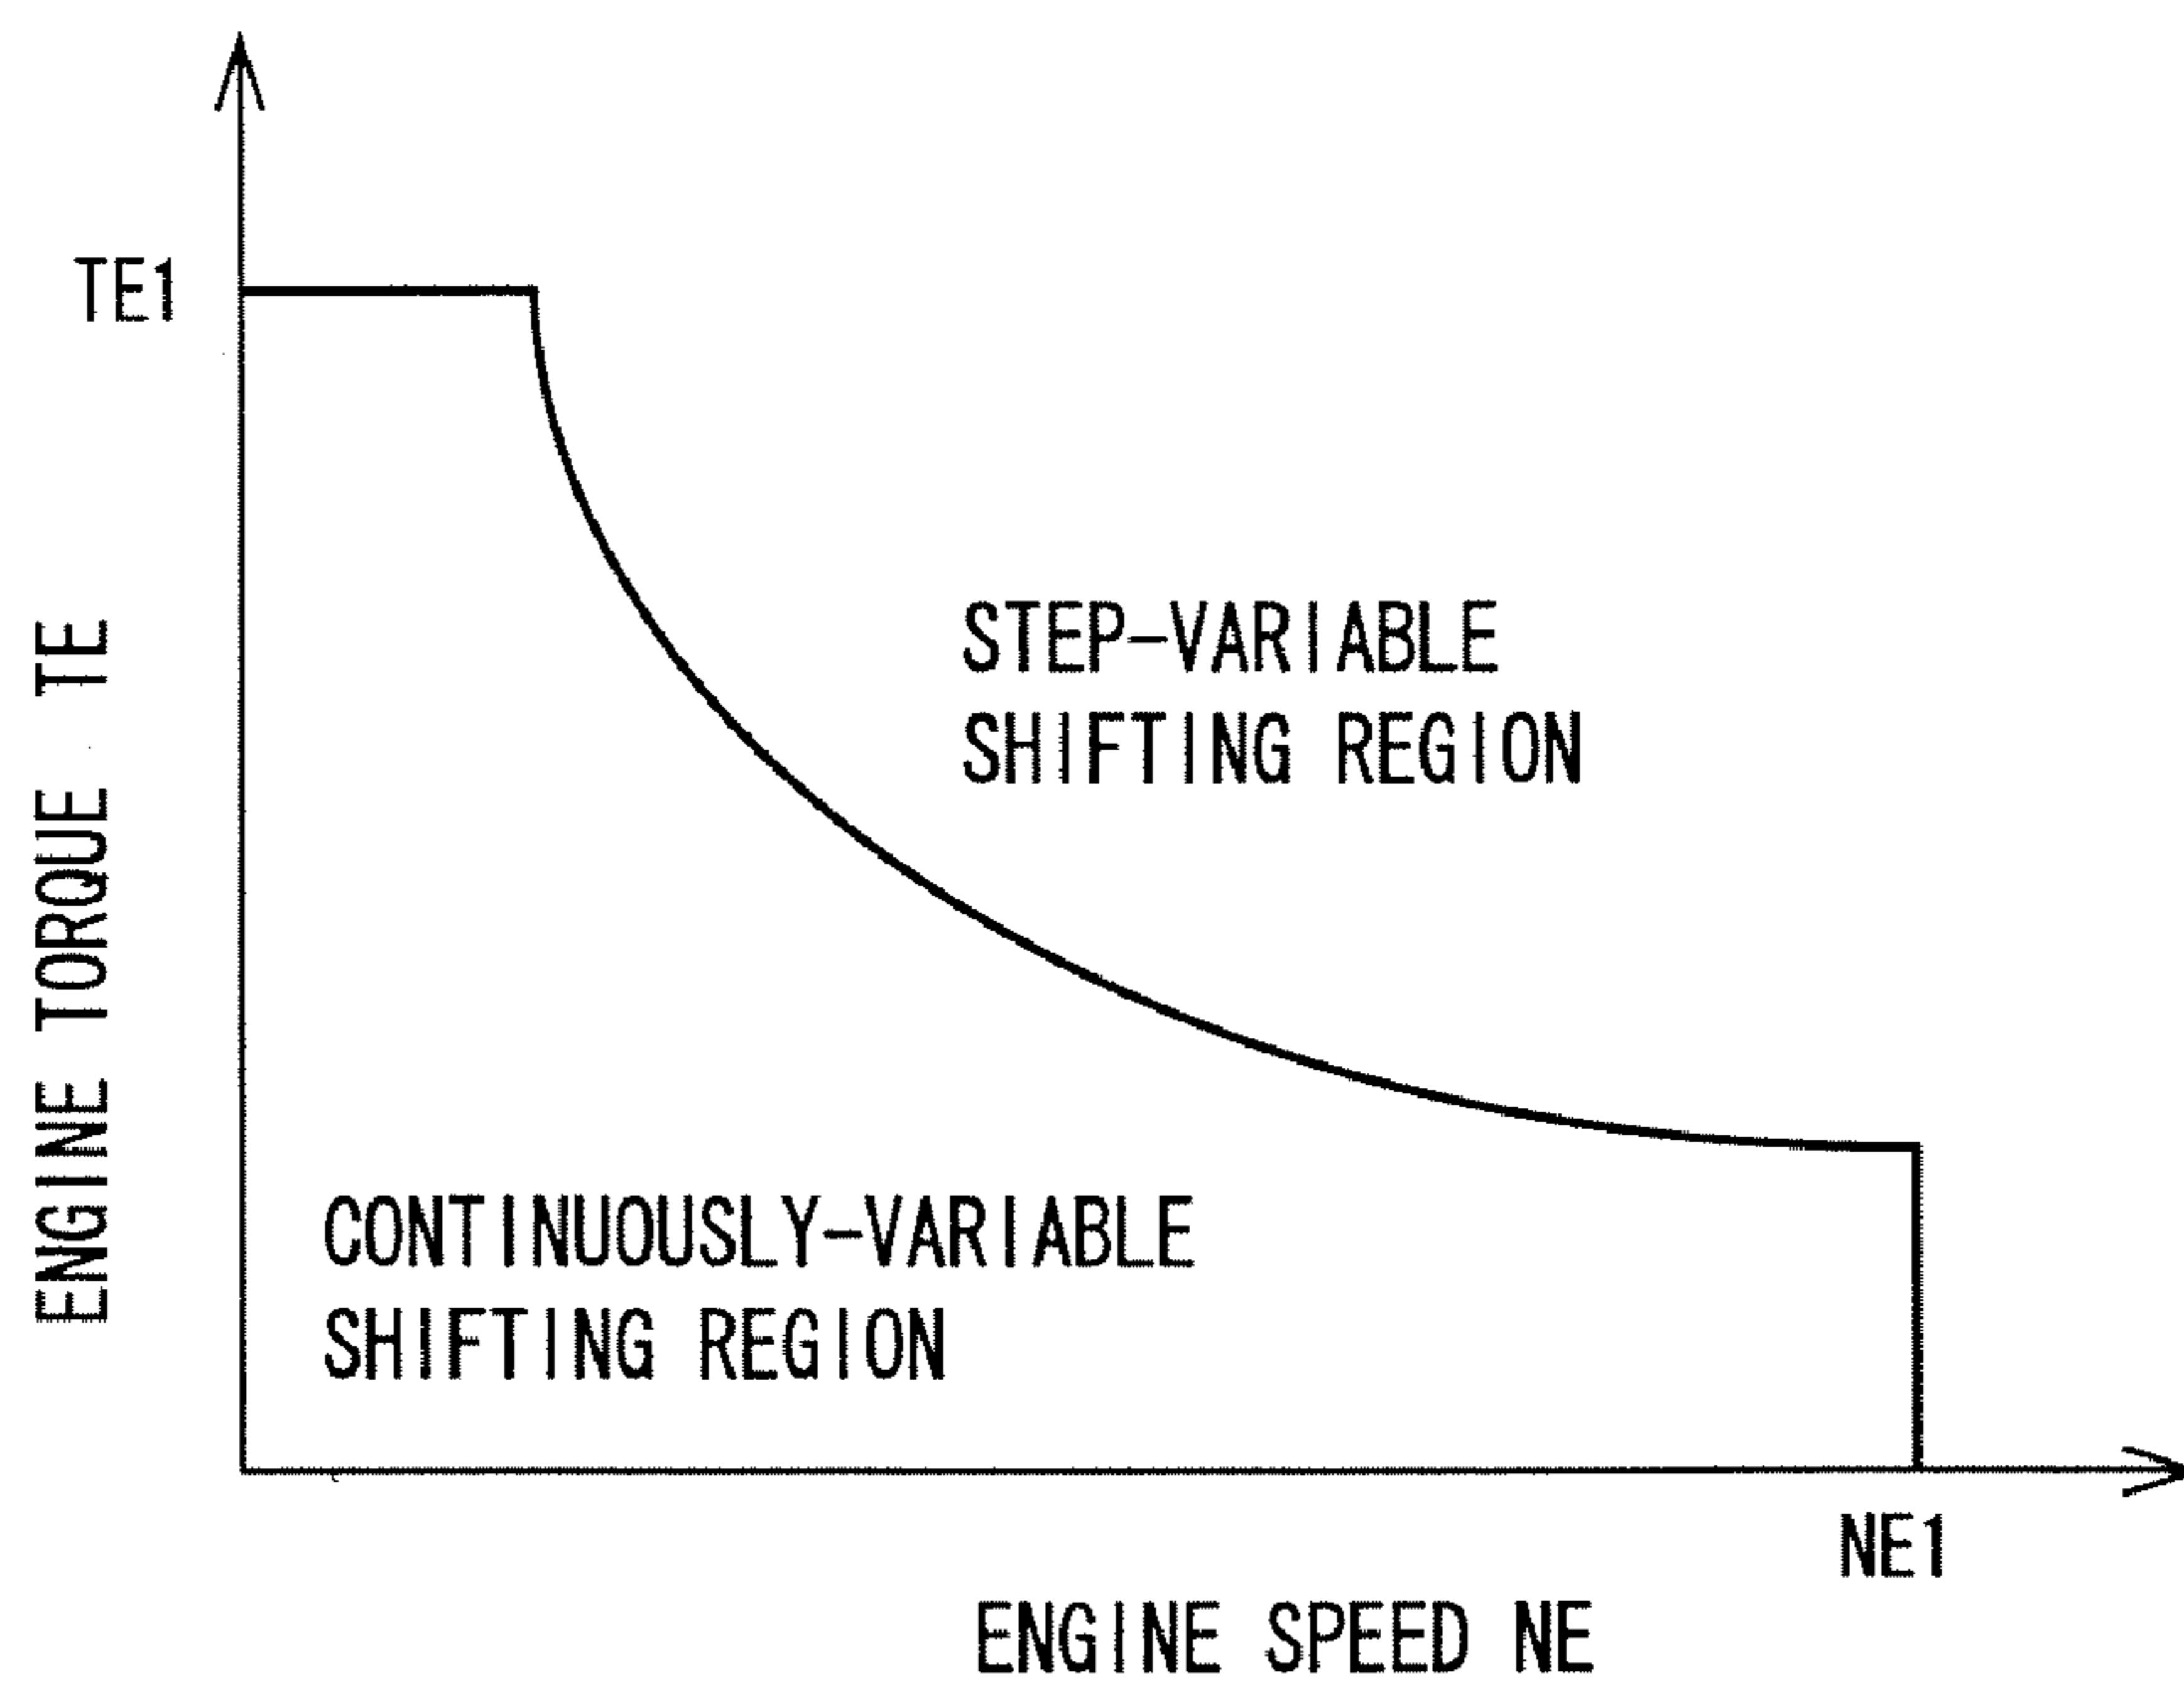 TE1
ENGINE TORQUE TE
STEP-VARIABLE
SHIFTING REGION
CONTINUOUSLY-VARIABLE
SHIFTING REGION
NE1
ENGINE SPEED NE